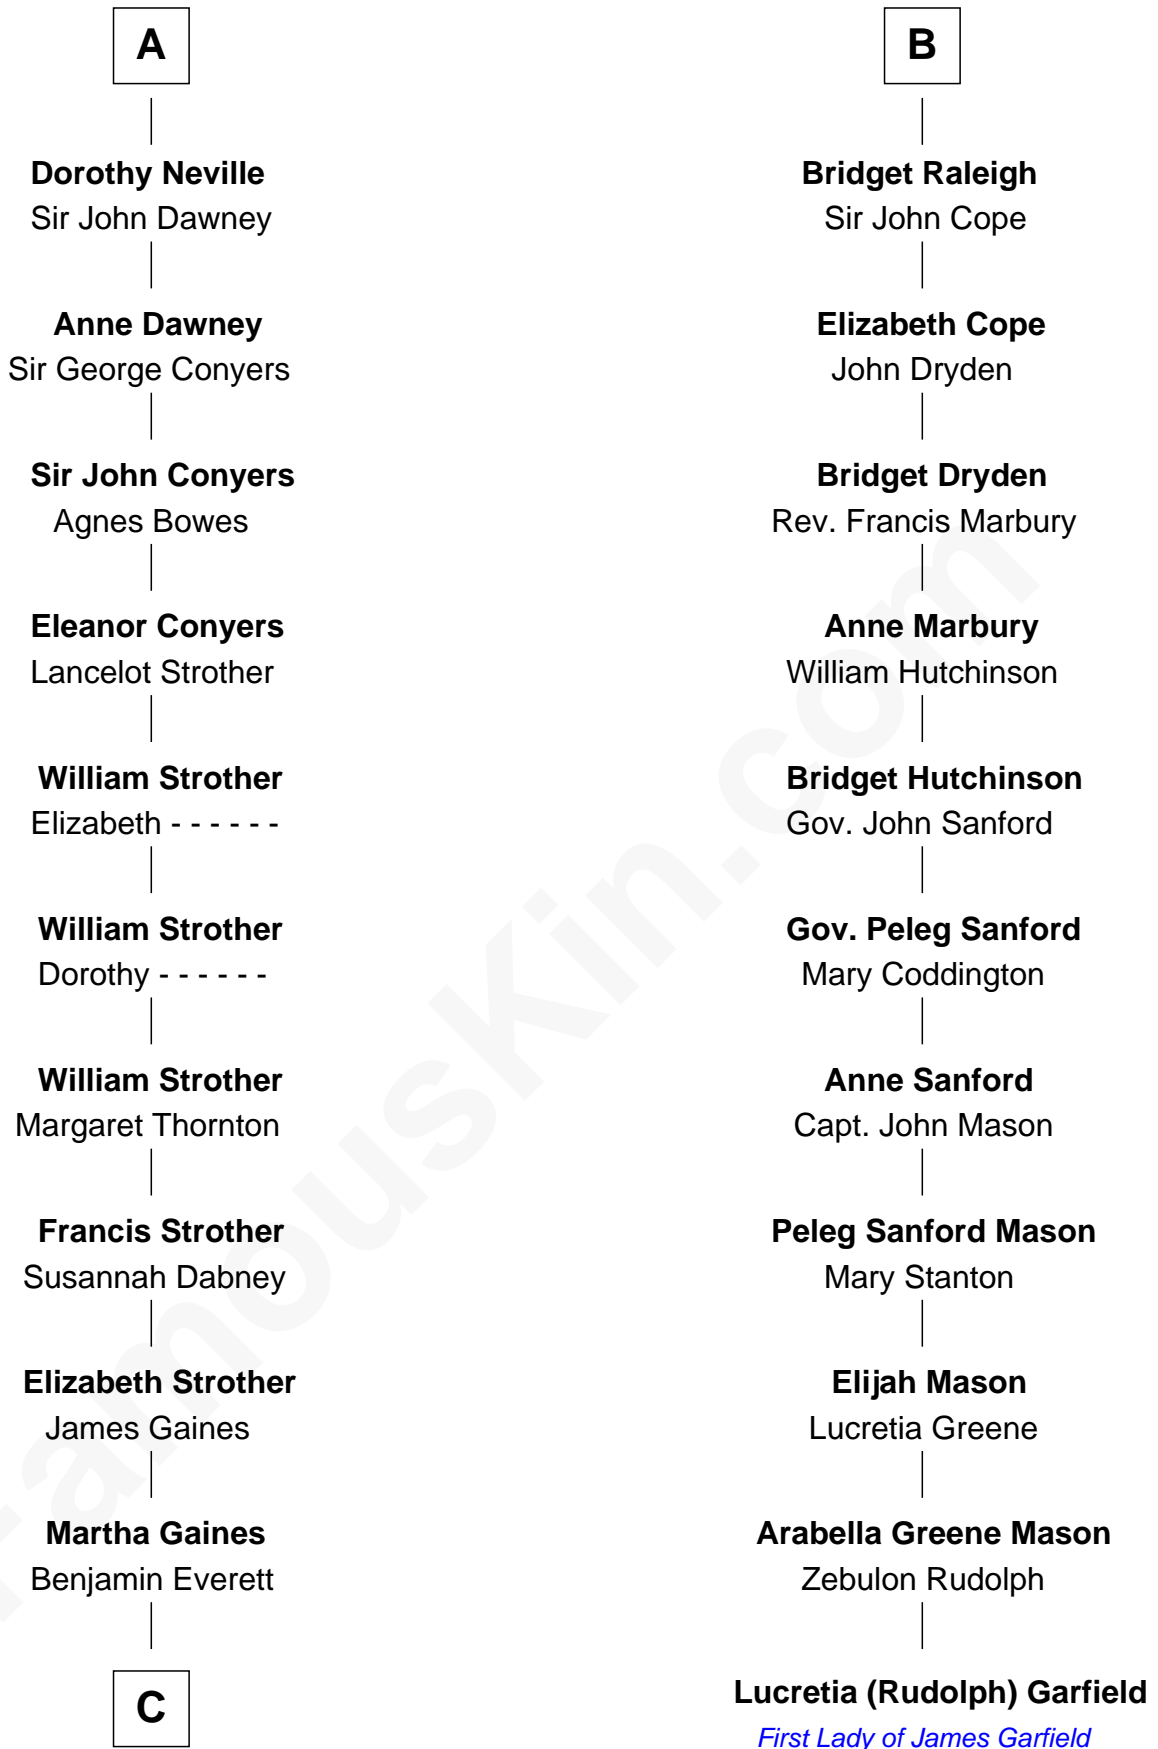 A
Dorothy Neville
Sir John Dawney
Anne Dawney
Sir George Conyers
Sir John Conyers
Agnes Bowes
Eleanor Conyers
Lancelot Strother
William Strother
Elizabeth - - - - - -
William Strother
Dorothy - - - - - -
William Strother
Margaret Thornton
Francis Strother
Susannah Dabney
Elizabeth Strother
James Gaines
Martha Gaines
Benjamin Everett
C
B
Bridget Raleigh
Sir John Cope
Elizabeth Cope
John Dryden
Bridget Dryden
Rev. Francis Marbury
Anne Marbury
William Hutchinson
Bridget Hutchinson
Gov. John Sanford
Gov. Peleg Sanford
Mary Coddington
Anne Sanford
Capt. John Mason
Peleg Sanford Mason
Mary Stanton
Elijah Mason
Lucretia Greene
Arabella Greene Mason
Zebulon Rudolph
Lucretia (Rudolph) Garfield
First Lady of James Garfield
FamousKin.com